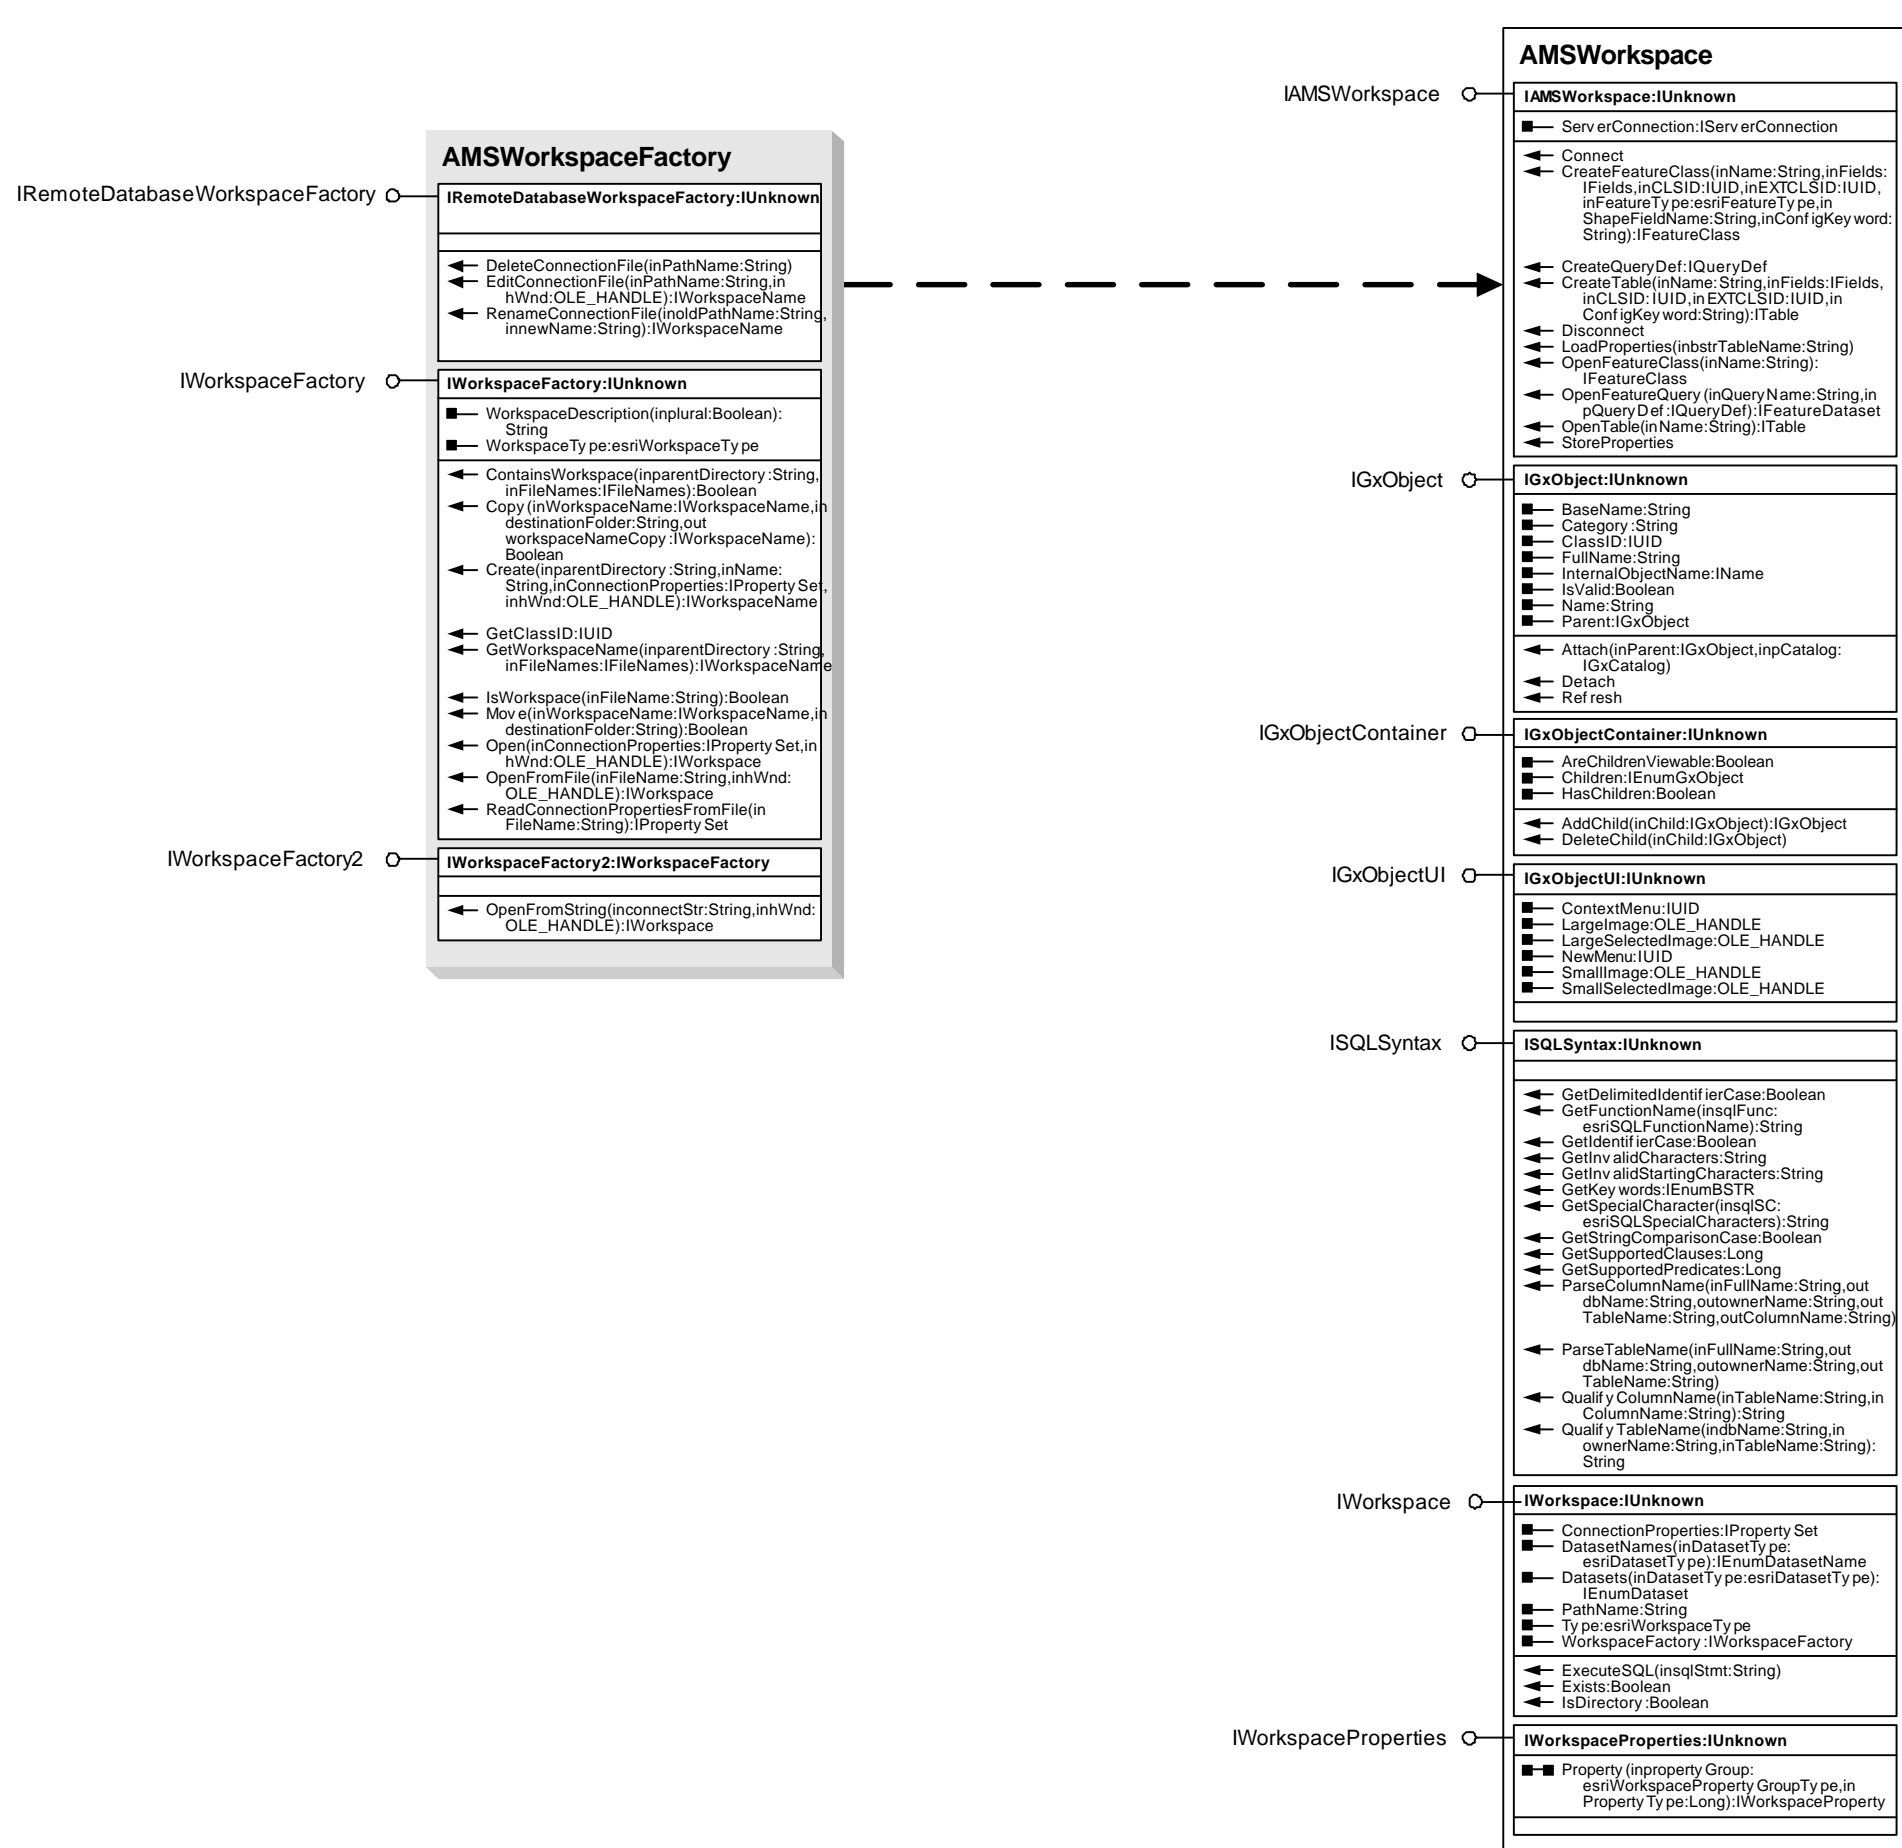 AMSWorkspaceFactory
IRemoteDatabaseWorkspaceFactory
IRemoteDatabaseWorkspaceFactory:IUnknown
DeleteConnectionFile(inPathName:String)
EditConnectionFile(inPathName:String,in
hWnd:OLE_HANDLE):IWorkspaceName
RenameConnectionFile(inoldPathName:String,
innewName:String):IWorkspaceName
IWorkspaceFactory
IWorkspaceFactory:IUnknown
WorkspaceDescription(inplural:Boolean):
String
WorkspaceType:esriWorkspaceType
ContainsWorkspace(inparentDirectory:String,
inFileNames:IFileNames):Boolean
Copy(inWorkspaceName:IWorkspaceName,in
destinationFolder:String,out
workspaceNameCopy:IWorkspaceName):
Boolean
Create(inparentDirectory:String,inName:
String,inConnectionProperties:IPropertySet,
inhWnd:OLE_HANDLE):IWorkspaceName
GetClassID:IUID
GetWorkspaceName(inparentDirectory:String,
inFileNames:IFileNames):IWorkspaceName
IsWorkspace(inFileName:String):Boolean
Move(inWorkspaceName:IWorkspaceName,in
destinationFolder:String):Boolean
Open(inConnectionProperties:IPropertySet,in
hWnd:OLE_HANDLE):IWorkspace
OpenFromFile(inFileName:String,inhWnd:
OLE_HANDLE):IWorkspace
ReadConnectionPropertiesFromFile(in
FileName:String):IPropertySet
IWorkspaceFactory2
IWorkspaceFactory2:IWorkspaceFactory
OpenFromString(inconnectStr:String,inhWnd:
OLE_HANDLE):IWorkspace
AMSWorkspace
IAMSWorkspace
IAMSWorkspace:IUnknown
ServerConnection:IServerConnection
Connect
CreateFeatureClass(inName:String,inFields:
IFields,inCLSID:IUID,inEXTCLSID:IUID,
inFeatureType:esriFeatureType,in
ShapeFieldName:String,inConfigKeyword:
String):IFeatureClass
CreateQueryDef:IQueryDef
CreateTable(inName:String,inFields:IFields,
inCLSID:IUID,inEXTCLSID:IUID,in
ConfigKeyword:String):ITable
Disconnect
LoadProperties(inbstrTableName:String)
OpenFeatureClass(inName:String):
IFeatureClass
OpenFeatureQuery(inQueryName:String,in
pQueryDef:IQueryDef):IFeatureDataset
OpenTable(inName:String):ITable
StoreProperties
IGxObject
IGxObject:IUnknown
BaseName:String
Category:String
ClassID:IUID
FullName:String
InternalObjectName:IName
IsValid:Boolean
Name:String
Parent:IGxObject
Attach(inParent:IGxObject,inpCatalog:
IGxCatalog)
Detach
Refresh
IGxObjectContainer
IGxObjectContainer:IUnknown
AreChildrenViewable:Boolean
Children:IEnumGxObject
HasChildren:Boolean
AddChild(inChild:IGxObject):IGxObject
DeleteChild(inChild:IGxObject)
IGxObjectUI
IGxObjectUI:IUnknown
ContextMenu:IUID
LargeImage:OLE_HANDLE
LargeSelectedImage:OLE_HANDLE
NewMenu:IUID
SmallImage:OLE_HANDLE
SmallSelectedImage:OLE_HANDLE
ISQLSyntax
ISQLSyntax:IUnknown
GetDelimitedIdentifierCase:Boolean
GetFunctionName(insqlFunc:
esriSQLFunctionName):String
GetIdentifierCase:Boolean
GetInvalidCharacters:String
GetInvalidStartingCharacters:String
GetKeywords:IEnumBSTR
GetSpecialCharacter(insqlSC:
esriSQLSpecialCharacters):String
GetStringComparisonCase:Boolean
GetSupportedClauses:Long
GetSupportedPredicates:Long
ParseColumnName(inFullName:String,out
dbName:String,outownerName:String,out
TableName:String,outColumnName:String)
ParseTableName(inFullName:String,out
dbName:String,outownerName:String,out
TableName:String)
QualifyColumnName(inTableName:String,in
ColumnName:String):String
QualifyTableName(indbName:String,in
ownerName:String,inTableName:String):
String
IWorkspace
IWorkspace:IUnknown
ConnectionProperties:IPropertySet
DatasetNames(inDatasetType:
esriDatasetType):IEnumDatasetName
Datasets(inDatasetType:esriDatasetType):
IEnumDataset
PathName:String
Type:esriWorkspaceType
WorkspaceFactory:IWorkspaceFactory
ExecuteSQL(insqlStmt:String)
Exists:Boolean
IsDirectory:Boolean
IWorkspaceProperties
IWorkspaceProperties:IUnknown
Property(inpropertyGroup:
esriWorkspacePropertyGroupType,in
PropertyType:Long):IWorkspaceProperty